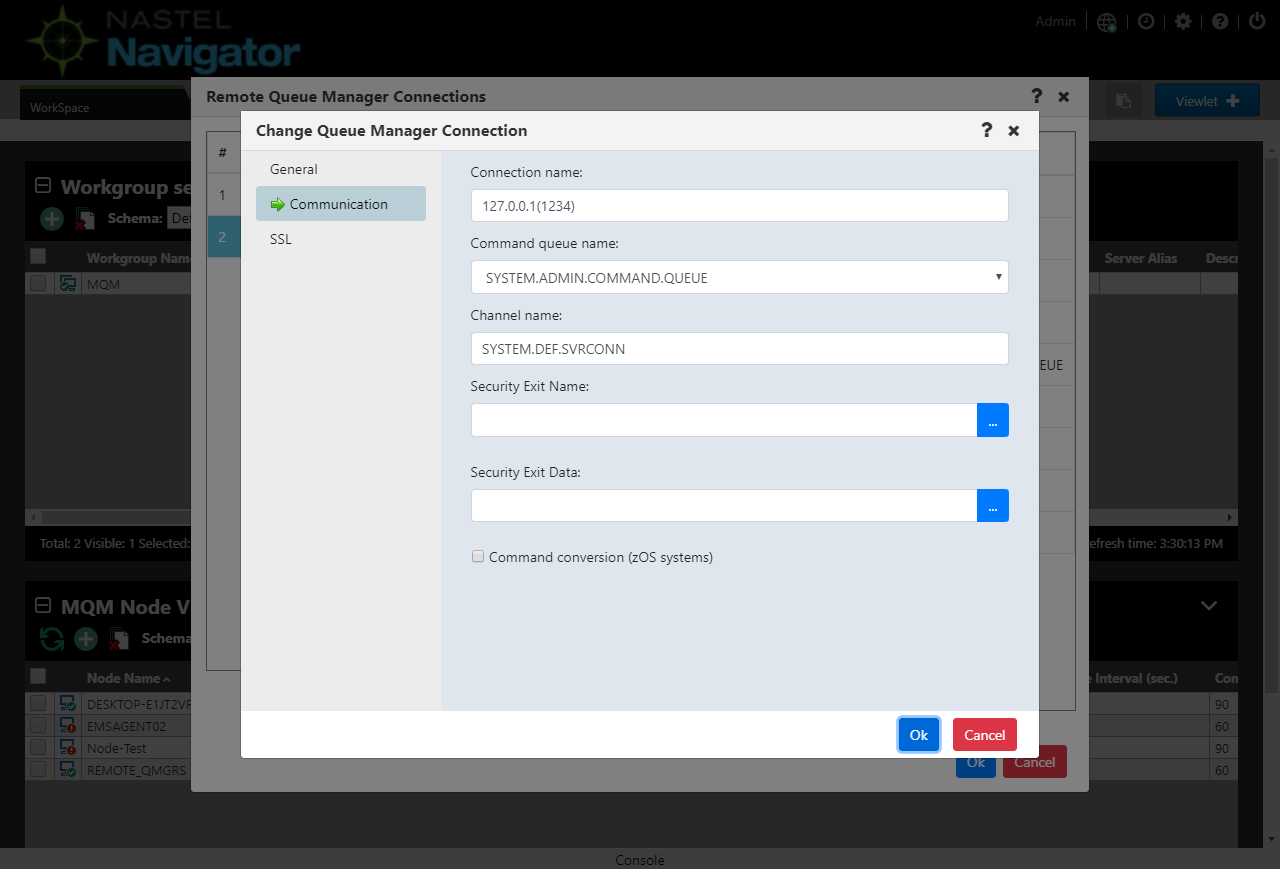 NASTEL
Navigator
Admin
WorkSpace
Viewlet
Remote Queue Manager Connections
?
#
1
2
EUE
Ok
Cancel
Change Queue Manager Connection
?
General
Communication
SSL
Connection name:
127.0.0.1(1234)
Command queue name:
SYSTEM.ADMIN.COMMAND.QUEUE
Channel name:
SYSTEM.DEF.SVRCONN
Security Exit Name:
...
Security Exit Data:
...
Command conversion (zOS systems)
Ok
Cancel
Workgroup se
Schema: De
Workgroup Nam
Server Alias
Descr
MQM
Total: 2 Visible: 1 Selected:
efresh time: 3:30:13 PM
MQM Node V
Schema
Node Name
Interval (sec.)
Con
DESKTOP-E1JT2VF
90
EMSAGENT02
60
Node-Test
90
REMOTE_QMGRS
60
Console